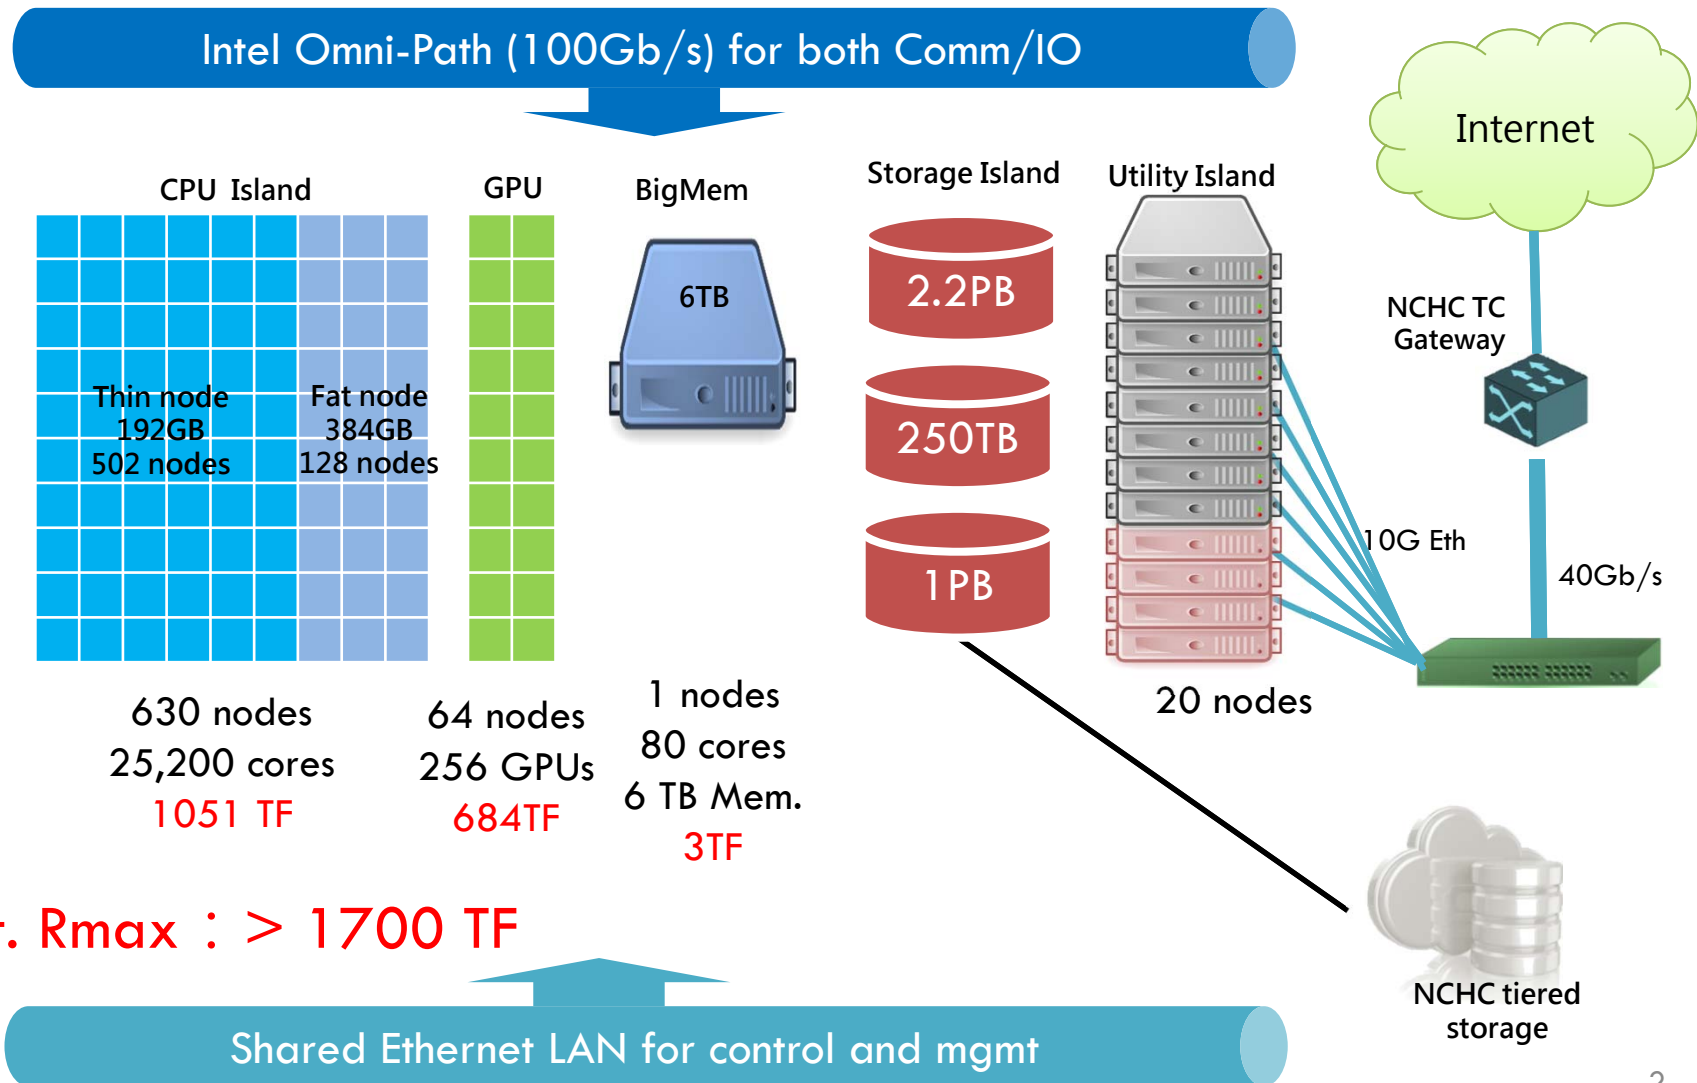 Intel Omni-Path (100Gb/s) for both Comm/IO
Internet
CPU Island
GPU
BigMem
Storage Island
Utility Island
6TB
2.2PB
250TB
1PB
Thin node
192GB
502 nodes
Fat node
384GB
128 nodes
NCHC TC
Gateway
10G Eth
40Gb/s
630 nodes
25,200 cores
1051 TF
64 nodes
256 GPUs
684TF
1 nodes
80 cores
6 TB Mem.
3TF
20 nodes
. Rmax : > 1700 TF
NCHC tiered
storage
Shared Ethernet LAN for control and mgmt